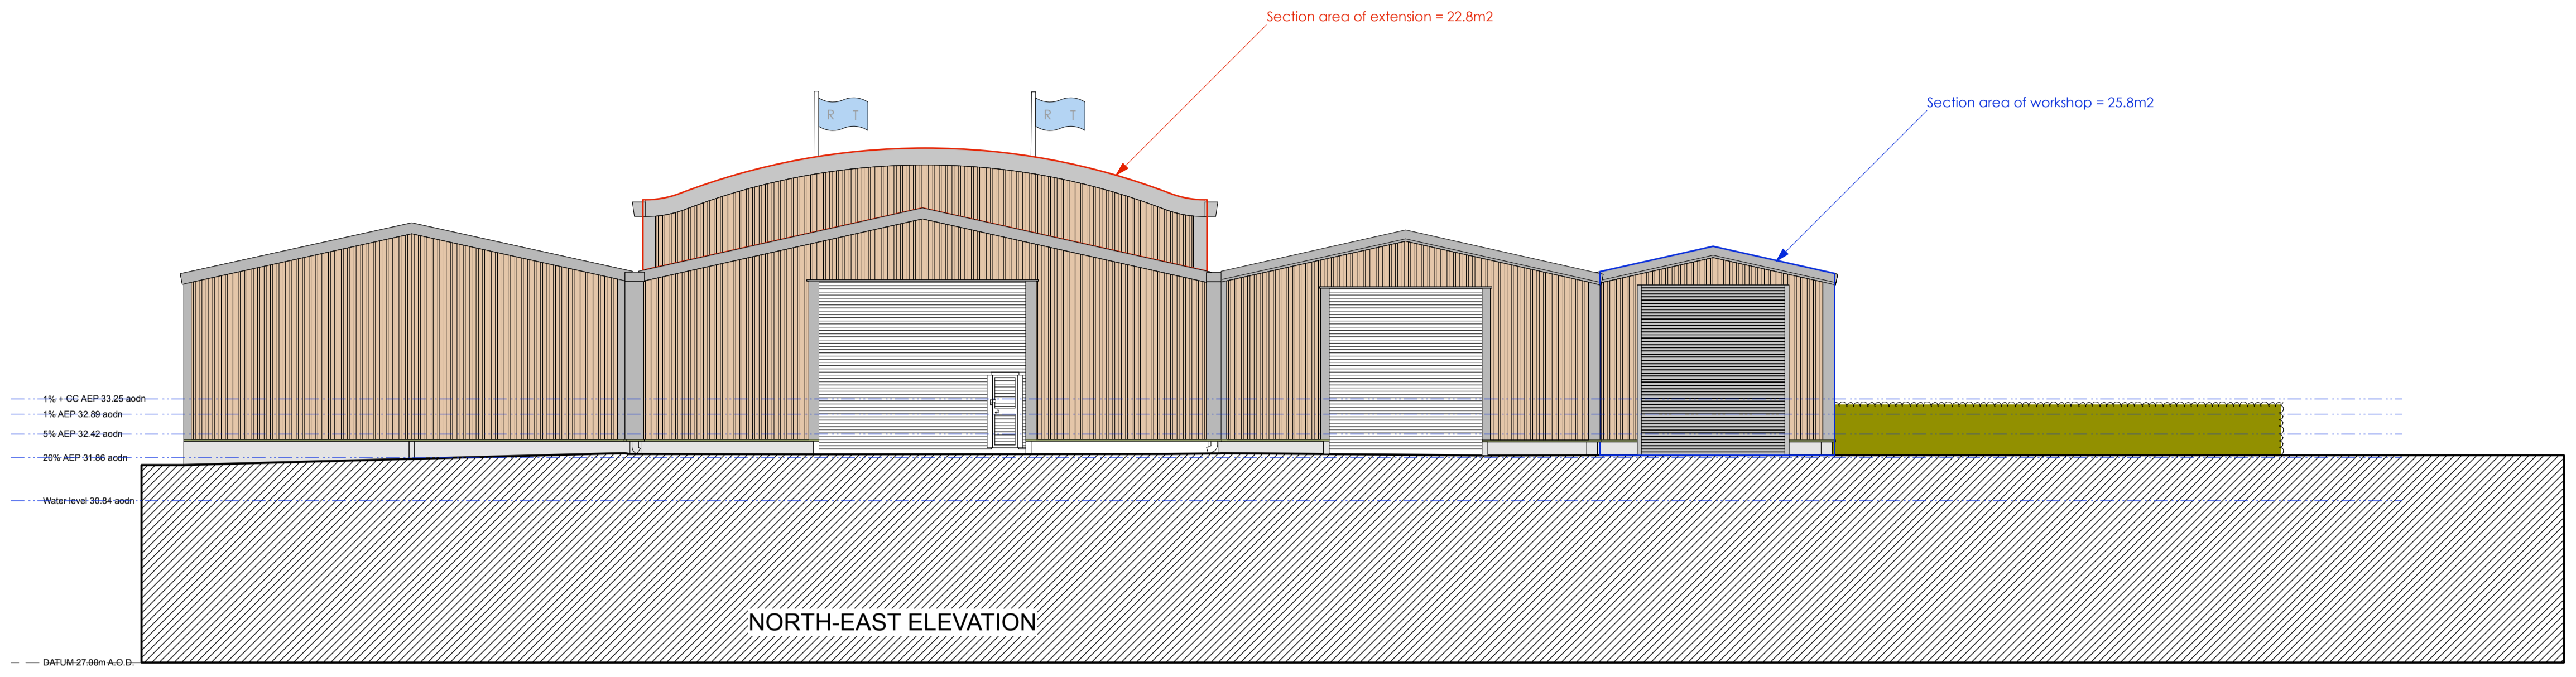 Section area of extension = 22.8m2
R T
R T
Section area of workshop = 25.8m2
1% + CC AEP 33.25 aodn
1% AEP 32.89 aodn
5% AEP 32.42 aodn
20% AEP 31.86 aodn
Water level 30.84 aodn
NORTH-EAST ELEVATION
DATUM 27.00m A.O.D.